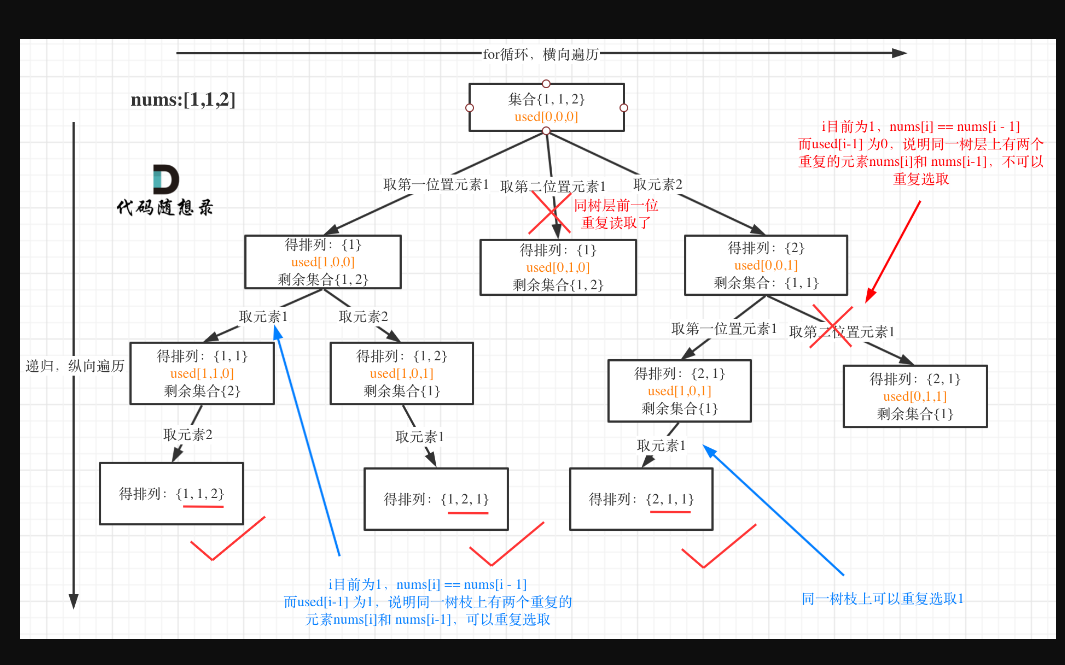 for循环、横向遍历
nums:[1,1,2]
集合{1, 1, 2}
used[0,0,0]
i目前为1，nums[i] == nums[i - 1]
而used[i-1] 为0，说明同一树层上有两个
重复的元素nums[i]和 nums[i-1]，不可以
重复选取
取第一位置元素1
取第二位置元素1
取元素2
代码随想录
同树层前一位
重复读取了
得排列：{1}
used[1,0,0]
剩余集合{1, 2}
得排列：{1}
used[0,1,0]
剩余集合{1, 2}
得排列：{2}
used[0,0,1]
剩余集合：{1, 1}
取元素1
取元素2
取第一位置元素1
取第二位置元素1
递归，纵向遍历
得排列：{1, 1}
used[1,1,0]
剩余集合{2}
得排列：{1, 2}
used[1,0,1]
剩余集合{1}
得排列：{2, 1}
used[1,0,1]
剩余集合{1}
得排列：{2, 1}
used[0,1,1]
剩余集合{1}
取元素2
取元素1
取元素1
得排列：{1, 1, 2}
得排列：{1, 2, 1}
得排列：{2, 1, 1}
i目前为1，nums[i] == nums[i - 1]
而used[i-1] 为1，说明同一树枝上有两个重复的
元素nums[i]和 nums[i-1]，可以重复选取
同一树枝上可以重复选取1